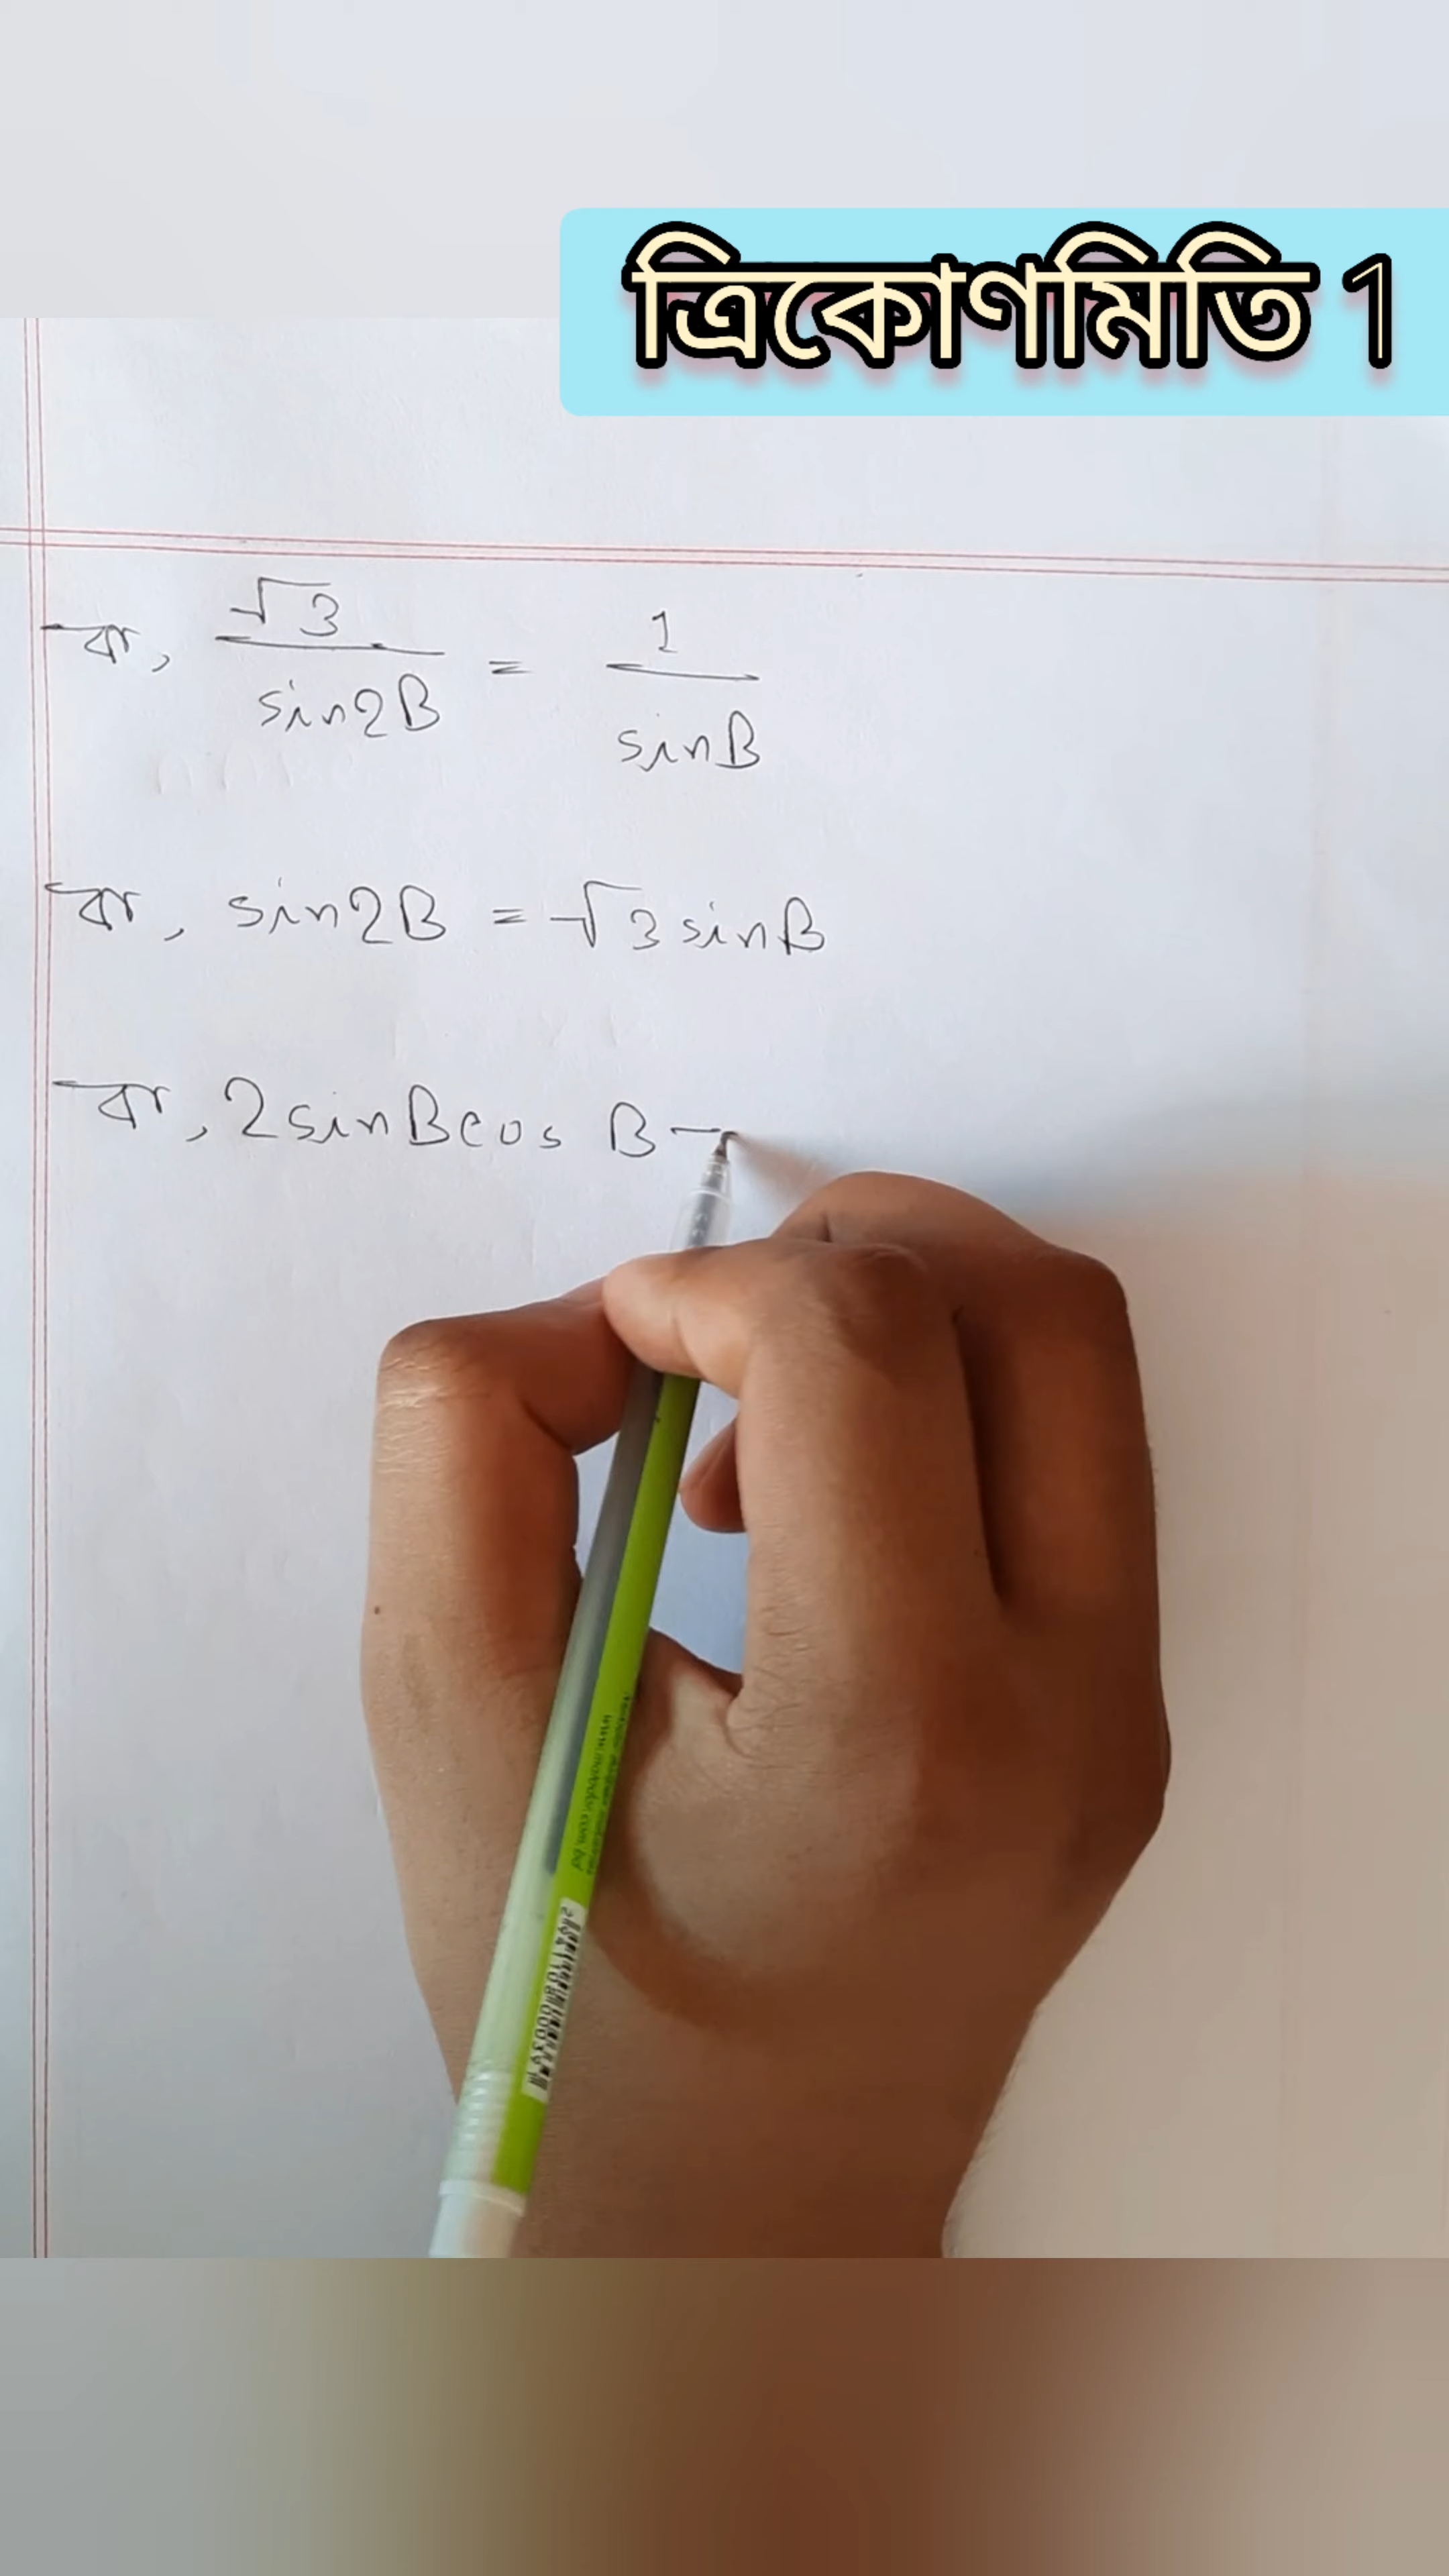 ত্রিকোণমিতি 1
বা, √3/sin2B = 1/sinB
বা, sin2B = √3 sinB
বা, 2sinBcos B −